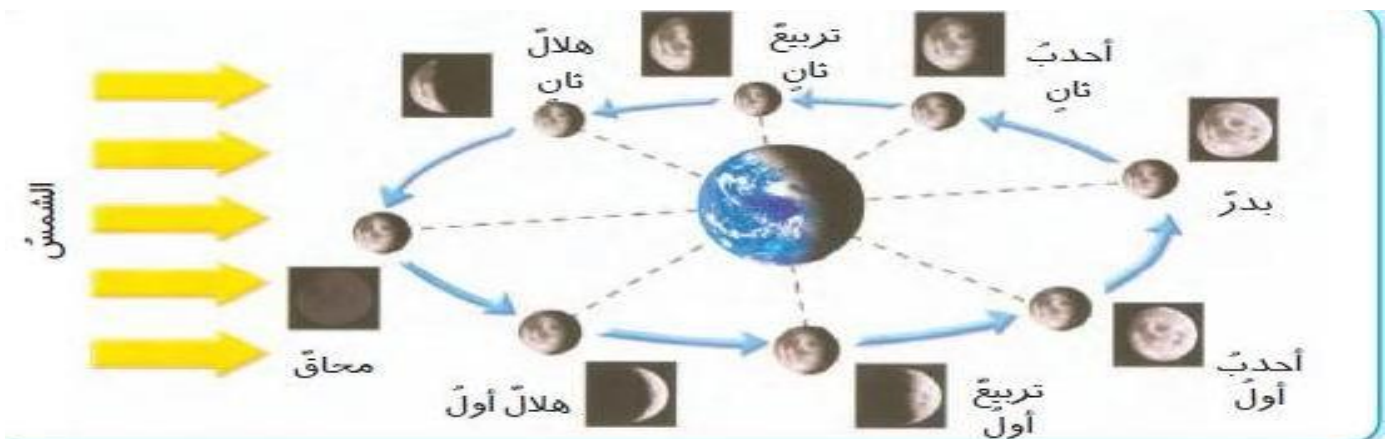 أحدبٌ
ثانٍ
تربيعٌ
ثانٍ
هلالٌ
ثانٍ
بدرٌ
الشمسُ
محاقٌ
هلالٌ أولُ
تربيعٌ
أولُ
أحدبٌ
أولُ